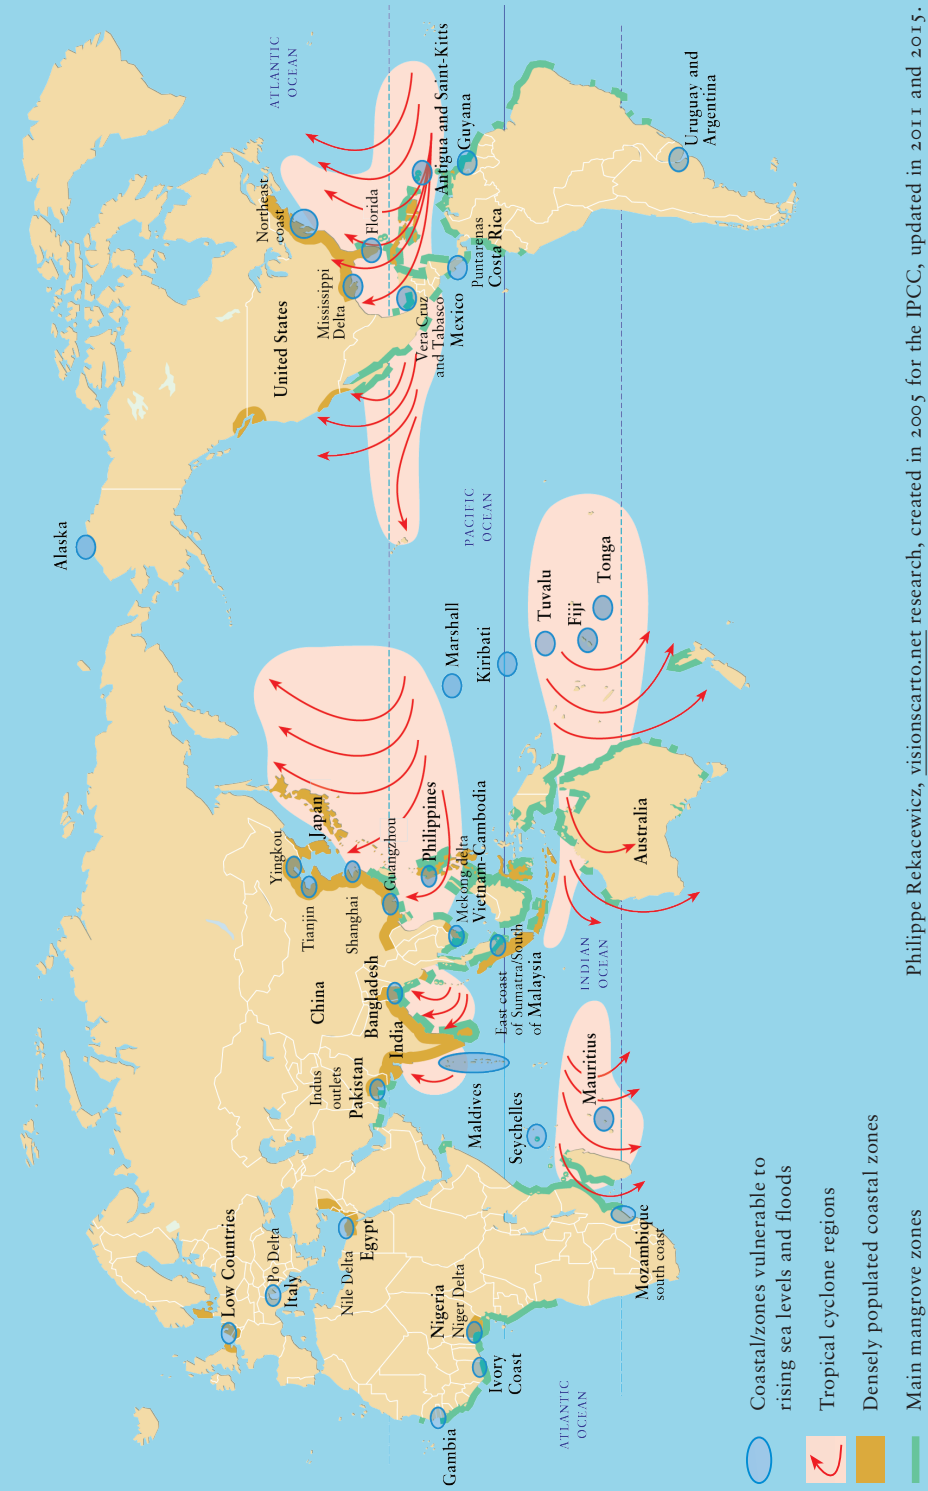 Alaska
ATLANTIC
OCEAN
Northeast
coast
United States
Mississippi
Delta
Florida
Antigua and Saint-Kitts
Guyana
Vera Cruz
and Tabasco
Mexico
Puntarenas
Costa Rica
Uruguay and
Argentina
PACIFIC
OCEAN
Marshall
Kiribati
Tuvalu
Fiji
Tonga
Low Countries
Po Delta
Italy
Nile Delta
Egypt
Nigeria
Niger Delta
Ivory
Coast
Gambia
ATLANTIC
OCEAN
Mozambique
south coast
Seychelles
Mauritius
Maldives
Indus
outlets
Pakistan
India
Bangladesh
China
Yingkou
Tianjin
Shanghai
Japan
Guangzhou
Philippines
Mekong delta
Vietnam-Cambodia
East coast
of Sumatra/South
of Malaysia
INDIAN
OCEAN
Australia
Coastal/zones vulnerable to
rising sea levels and floods
Tropical cyclone regions
Densely populated coastal zones
Main mangrove zones
Philippe Rekacewicz, visionscarto.net research, created in 2005 for the IPCC, updated in 2011 and 2015.